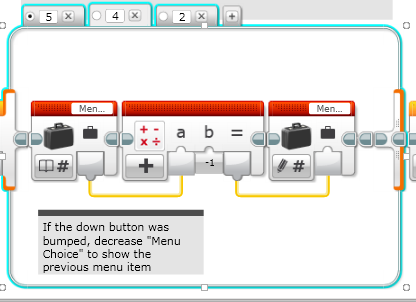 5 4 2 +
Men... Men...
+ - × ÷ a b =
# + -1 #
If the down button was
bumped, decrease "Menu
Choice" to show the
previous menu item